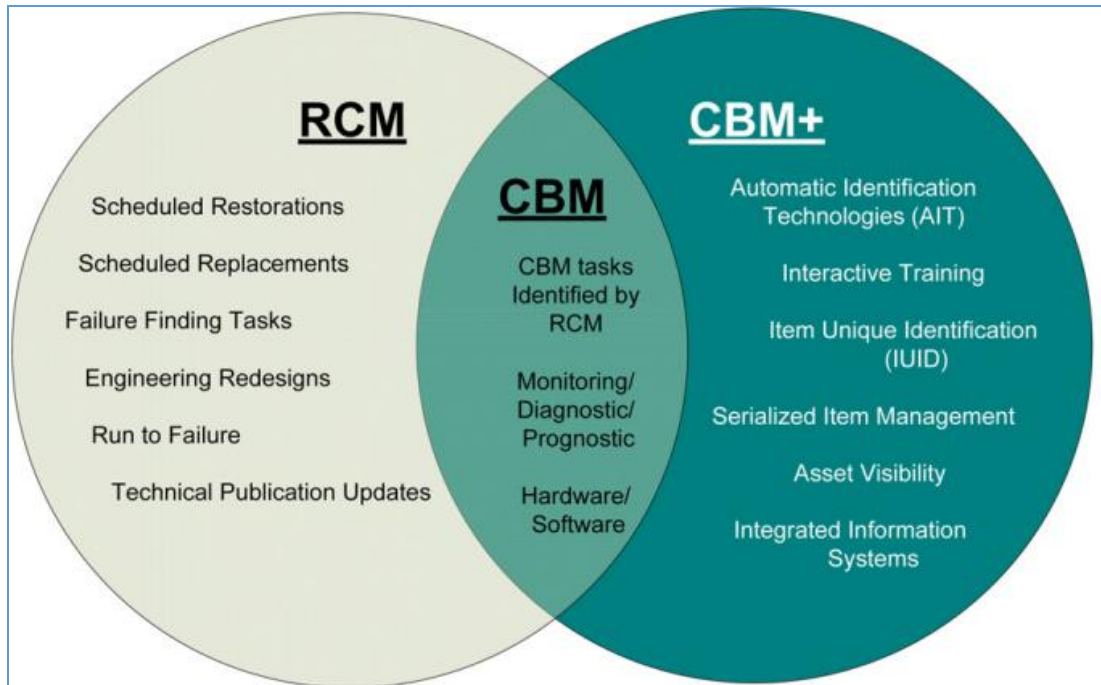 RCM
Scheduled Restorations
Scheduled Replacements
Failure Finding Tasks
Engineering Redesigns
Run to Failure
Technical Publication Updates
CBM
CBM tasks
Identified by
RCM
Monitoring/
Diagnostic/
Prognostic
Hardware/
Software
CBM+
Automatic Identification
Technologies (AIT)
Interactive Training
Item Unique Identification
(IUID)
Serialized Item Management
Asset Visibility
Integrated Information
Systems